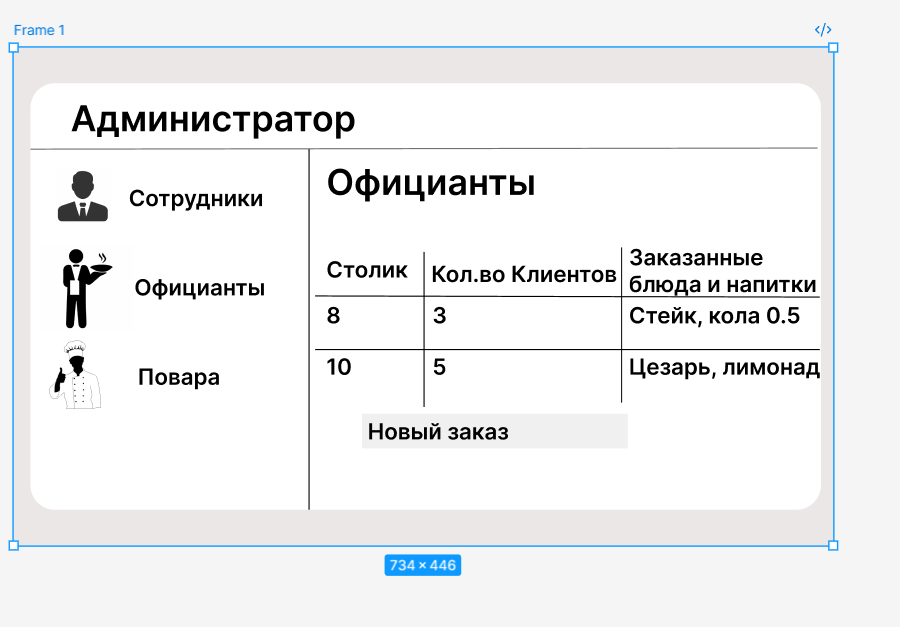 Frame 1
</>
Администратор
Сотрудники
Официанты
Повара
Официанты
Столик
Кол.во Клиентов
Заказанные
блюда и напитки
8
3
Стейк, кола 0.5
10
5
Цезарь, лимонад
Новый заказ
734 × 446